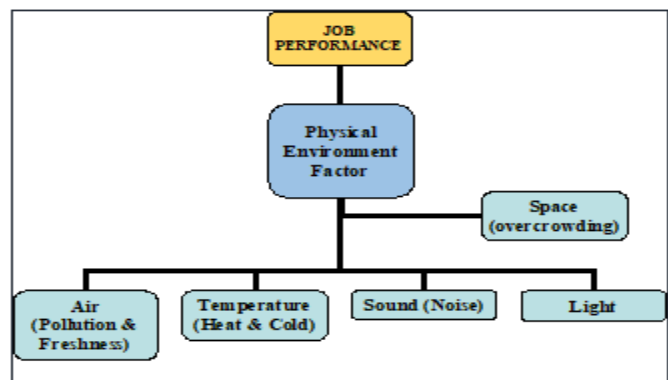 JOB
PERFORMANCE
Physical
Environment
Factor
Space
(overcrowding)
Air
(Pollution &
Freshness)
Temperature
(Heat & Cold)
Sound (Noise)
Light